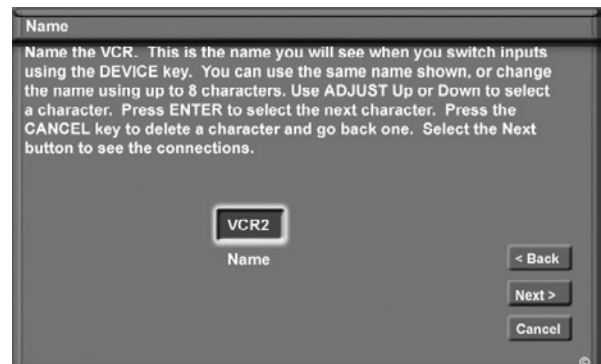 Name
Name the VCR. This is the name you will see when you switch inputs
using the DEVICE key. You can use the same name shown, or change
the name using up to 8 characters. Use ADJUST Up or Down to select
a character. Press ENTER to select the next character. Press the
CANCEL key to delete a character and go back one. Select the Next
button to see the connections.
VCR2
Name
< Back
Next >
Cancel
©